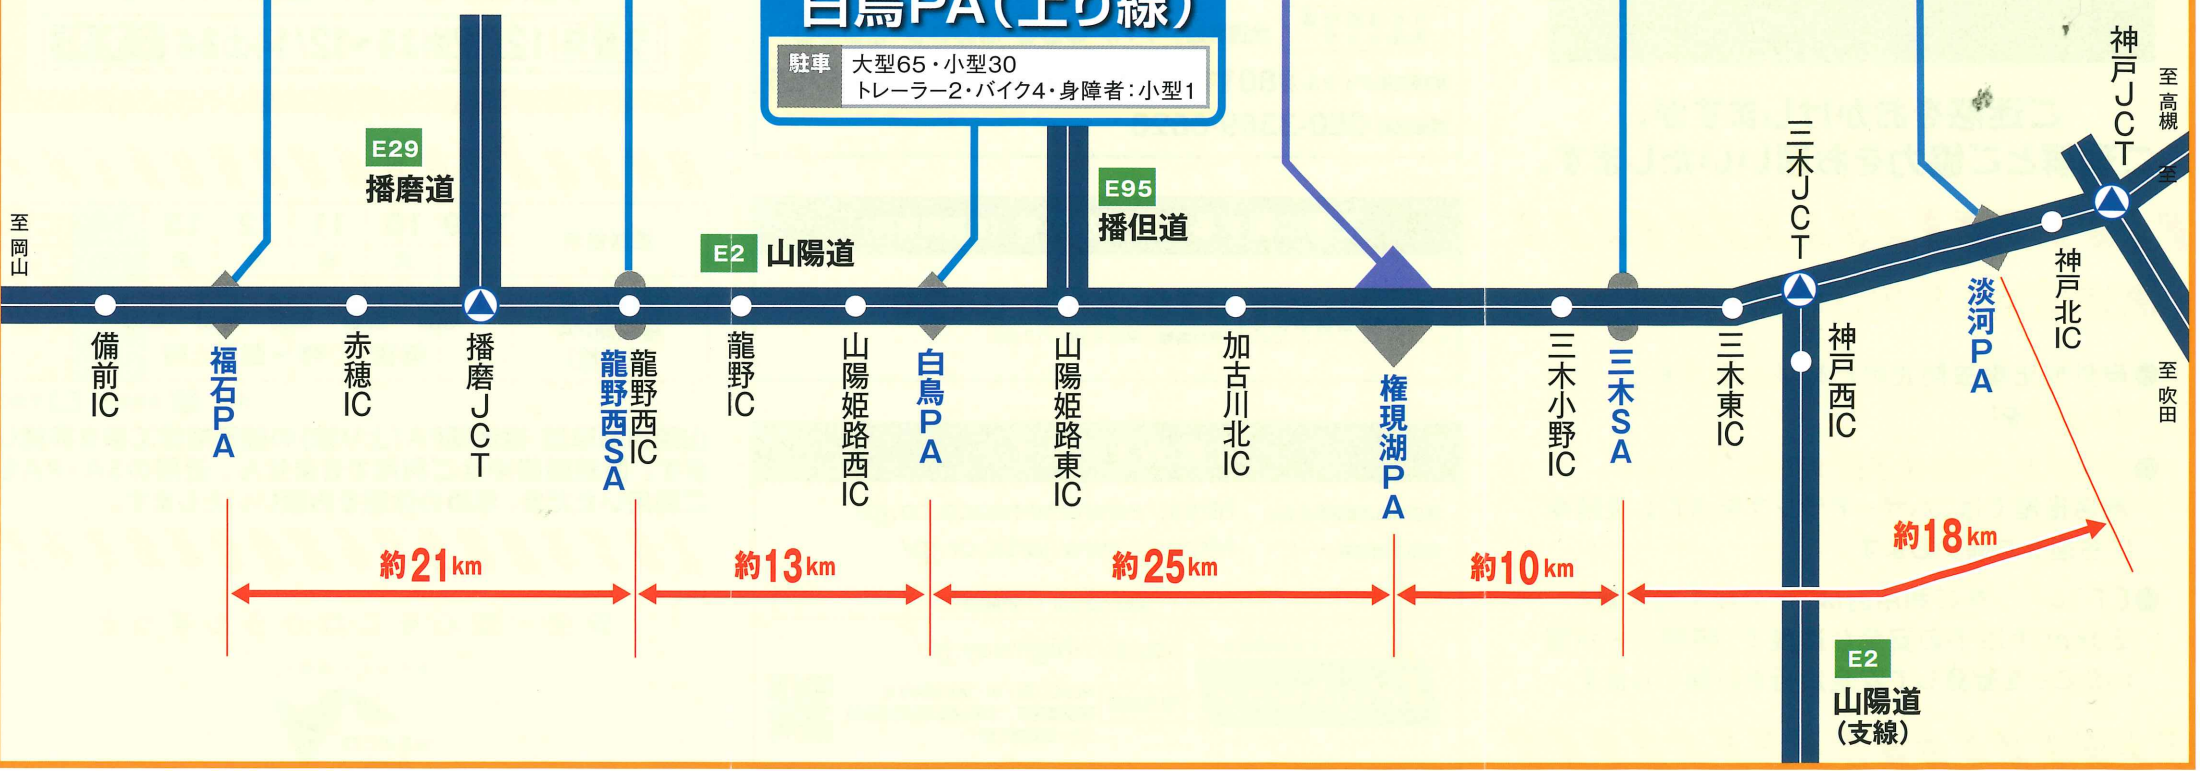 白鳥PA(上り線)
駐車
大型65・小型30
トレーラー2・バイク4・身障者:小型1
E29
播磨道
E2 山陽道
E95
播但道
至 岡山
至 高槻
至 吹田
備前IC
福石PA
赤穂IC
播磨JCT
龍野西SA
龍野西IC
龍野IC
山陽姫路西IC
白鳥PA
山陽姫路東IC
加古川北IC
権現湖PA
三木小野IC
三木SA
三木東IC
三木JCT
神戸西IC
淡河PA
神戸北IC
神戸JCT
約21km
約13km
約25km
約10km
約18km
E2
山陽道
(支線)